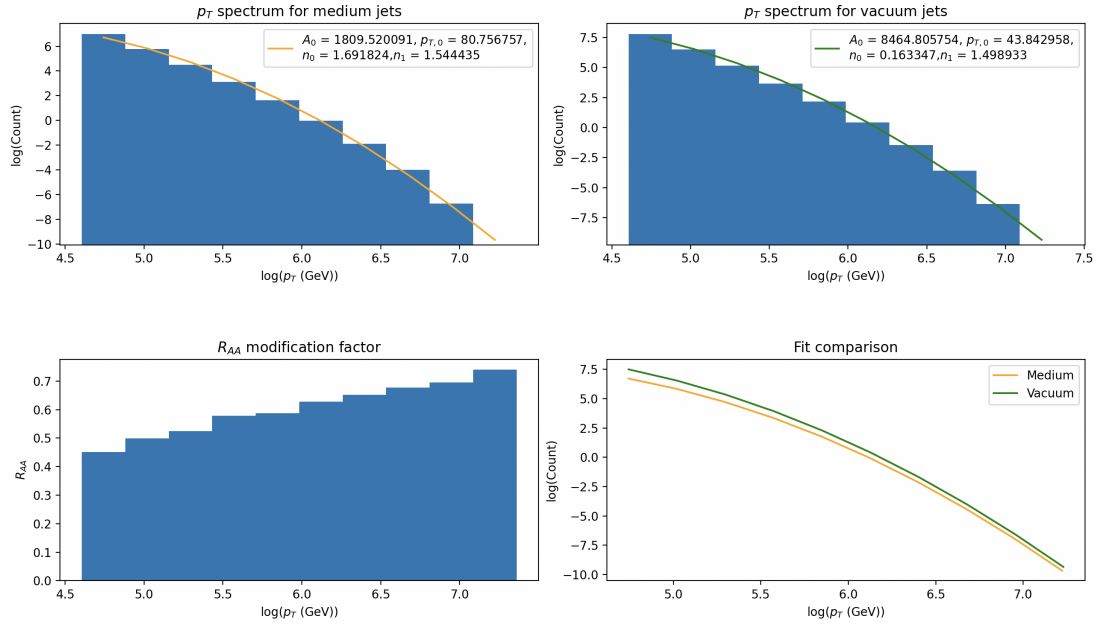 p_T spectrum for medium jets
A_0 = 1809.520091, p_T,0 = 80.756757,
n_0 = 1.691824,n_1 = 1.544435
log(Count)
6
4
2
0
−2
−4
−6
−8
−10
4.5 5.0 5.5 6.0 6.5 7.0
log(p_T (GeV))
p_T spectrum for vacuum jets
A_0 = 8464.805754, p_T,0 = 43.842958,
n_0 = 0.163347,n_1 = 1.498933
log(Count)
7.5
5.0
2.5
0.0
−2.5
−5.0
−7.5
4.5 5.0 5.5 6.0 6.5 7.0 7.5
log(p_T (GeV))
R_AA modification factor
R_AA
0.7
0.6
0.5
0.4
0.3
0.2
0.1
0.0
4.5 5.0 5.5 6.0 6.5 7.0
log(p_T (GeV))
Fit comparison
Medium
Vacuum
log(Count)
7.5
5.0
2.5
0.0
−2.5
−5.0
−7.5
−10.0
5.0 5.5 6.0 6.5 7.0
log(p_T (GeV))